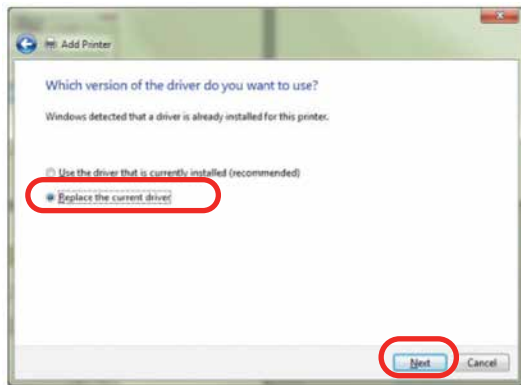 Add Printer
Which version of the driver do you want to use?
Windows detected that a driver is already installed for this printer.
Use the driver that is currently installed (recommended)
Replace the current driver
Next
Cancel